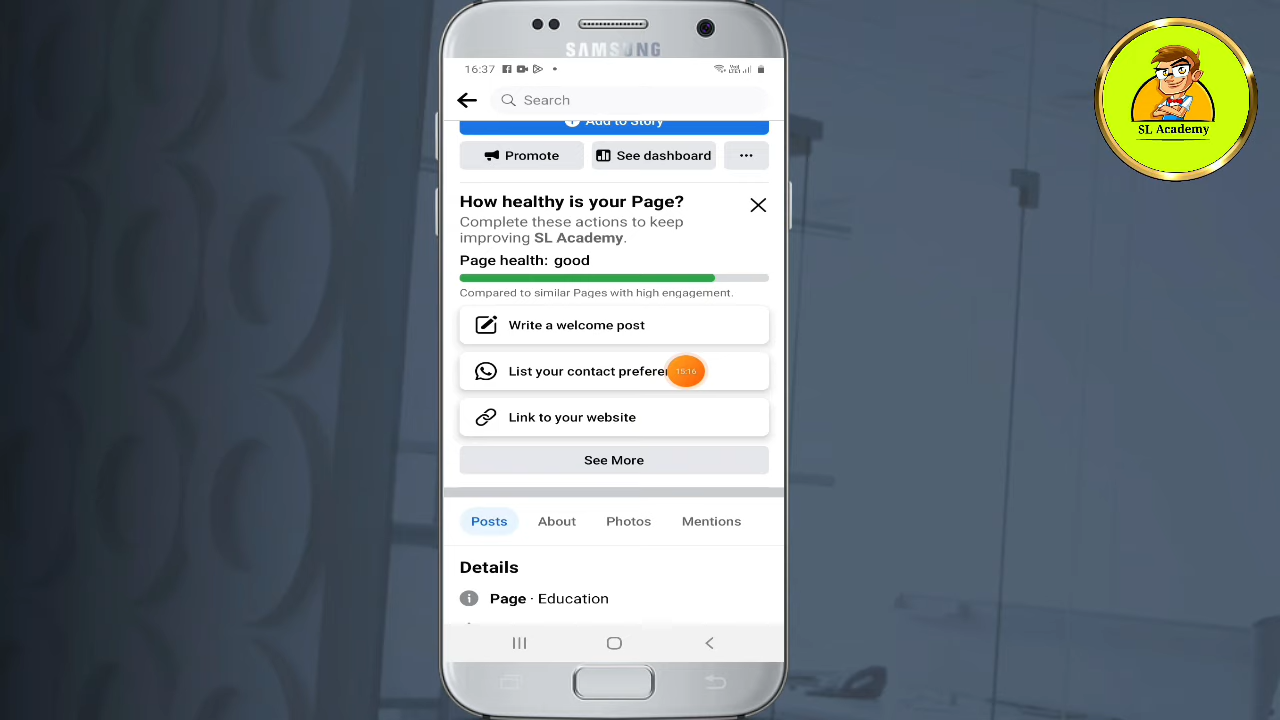 SAMSUNG
16:37
Search
SL Academy
Add to Story
Promote
See dashboard
How healthy is your Page?
Complete these actions to keep
improving SL Academy.
Page health: good
Compared to similar Pages with high engagement.
Write a welcome post
List your contact prefere
15:16
Link to your website
See More
Posts About Photos Mentions
Details
Page · Education